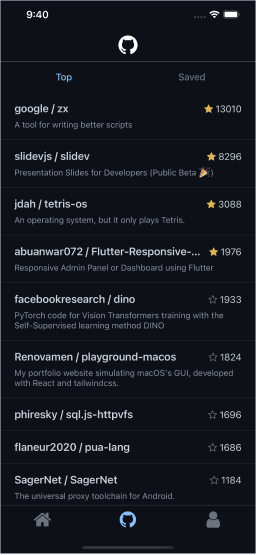 9:40
Top Saved
google / zx 13010
A tool for writing better scripts
slidevjs / slidev 8296
Presentation Slides for Developers (Public Beta 🎉)
jdah / tetris-os 3088
An operating system, but it only plays Tetris.
abuanwar072 / Flutter-Responsive-... 1976
Responsive Admin Panel or Dashboard using Flutter
facebookresearch / dino 1933
PyTorch code for Vision Transformers training with the
Self-Supervised learning method DINO
Renovamen / playground-macos 1824
My portfolio website simulating macOS's GUI, developed
with React and tailwindcss.
phiresky / sql.js-httpvfs 1696
flaneur2020 / pua-lang 1686
SagerNet / SagerNet 1184
The universal proxy toolchain for Android.